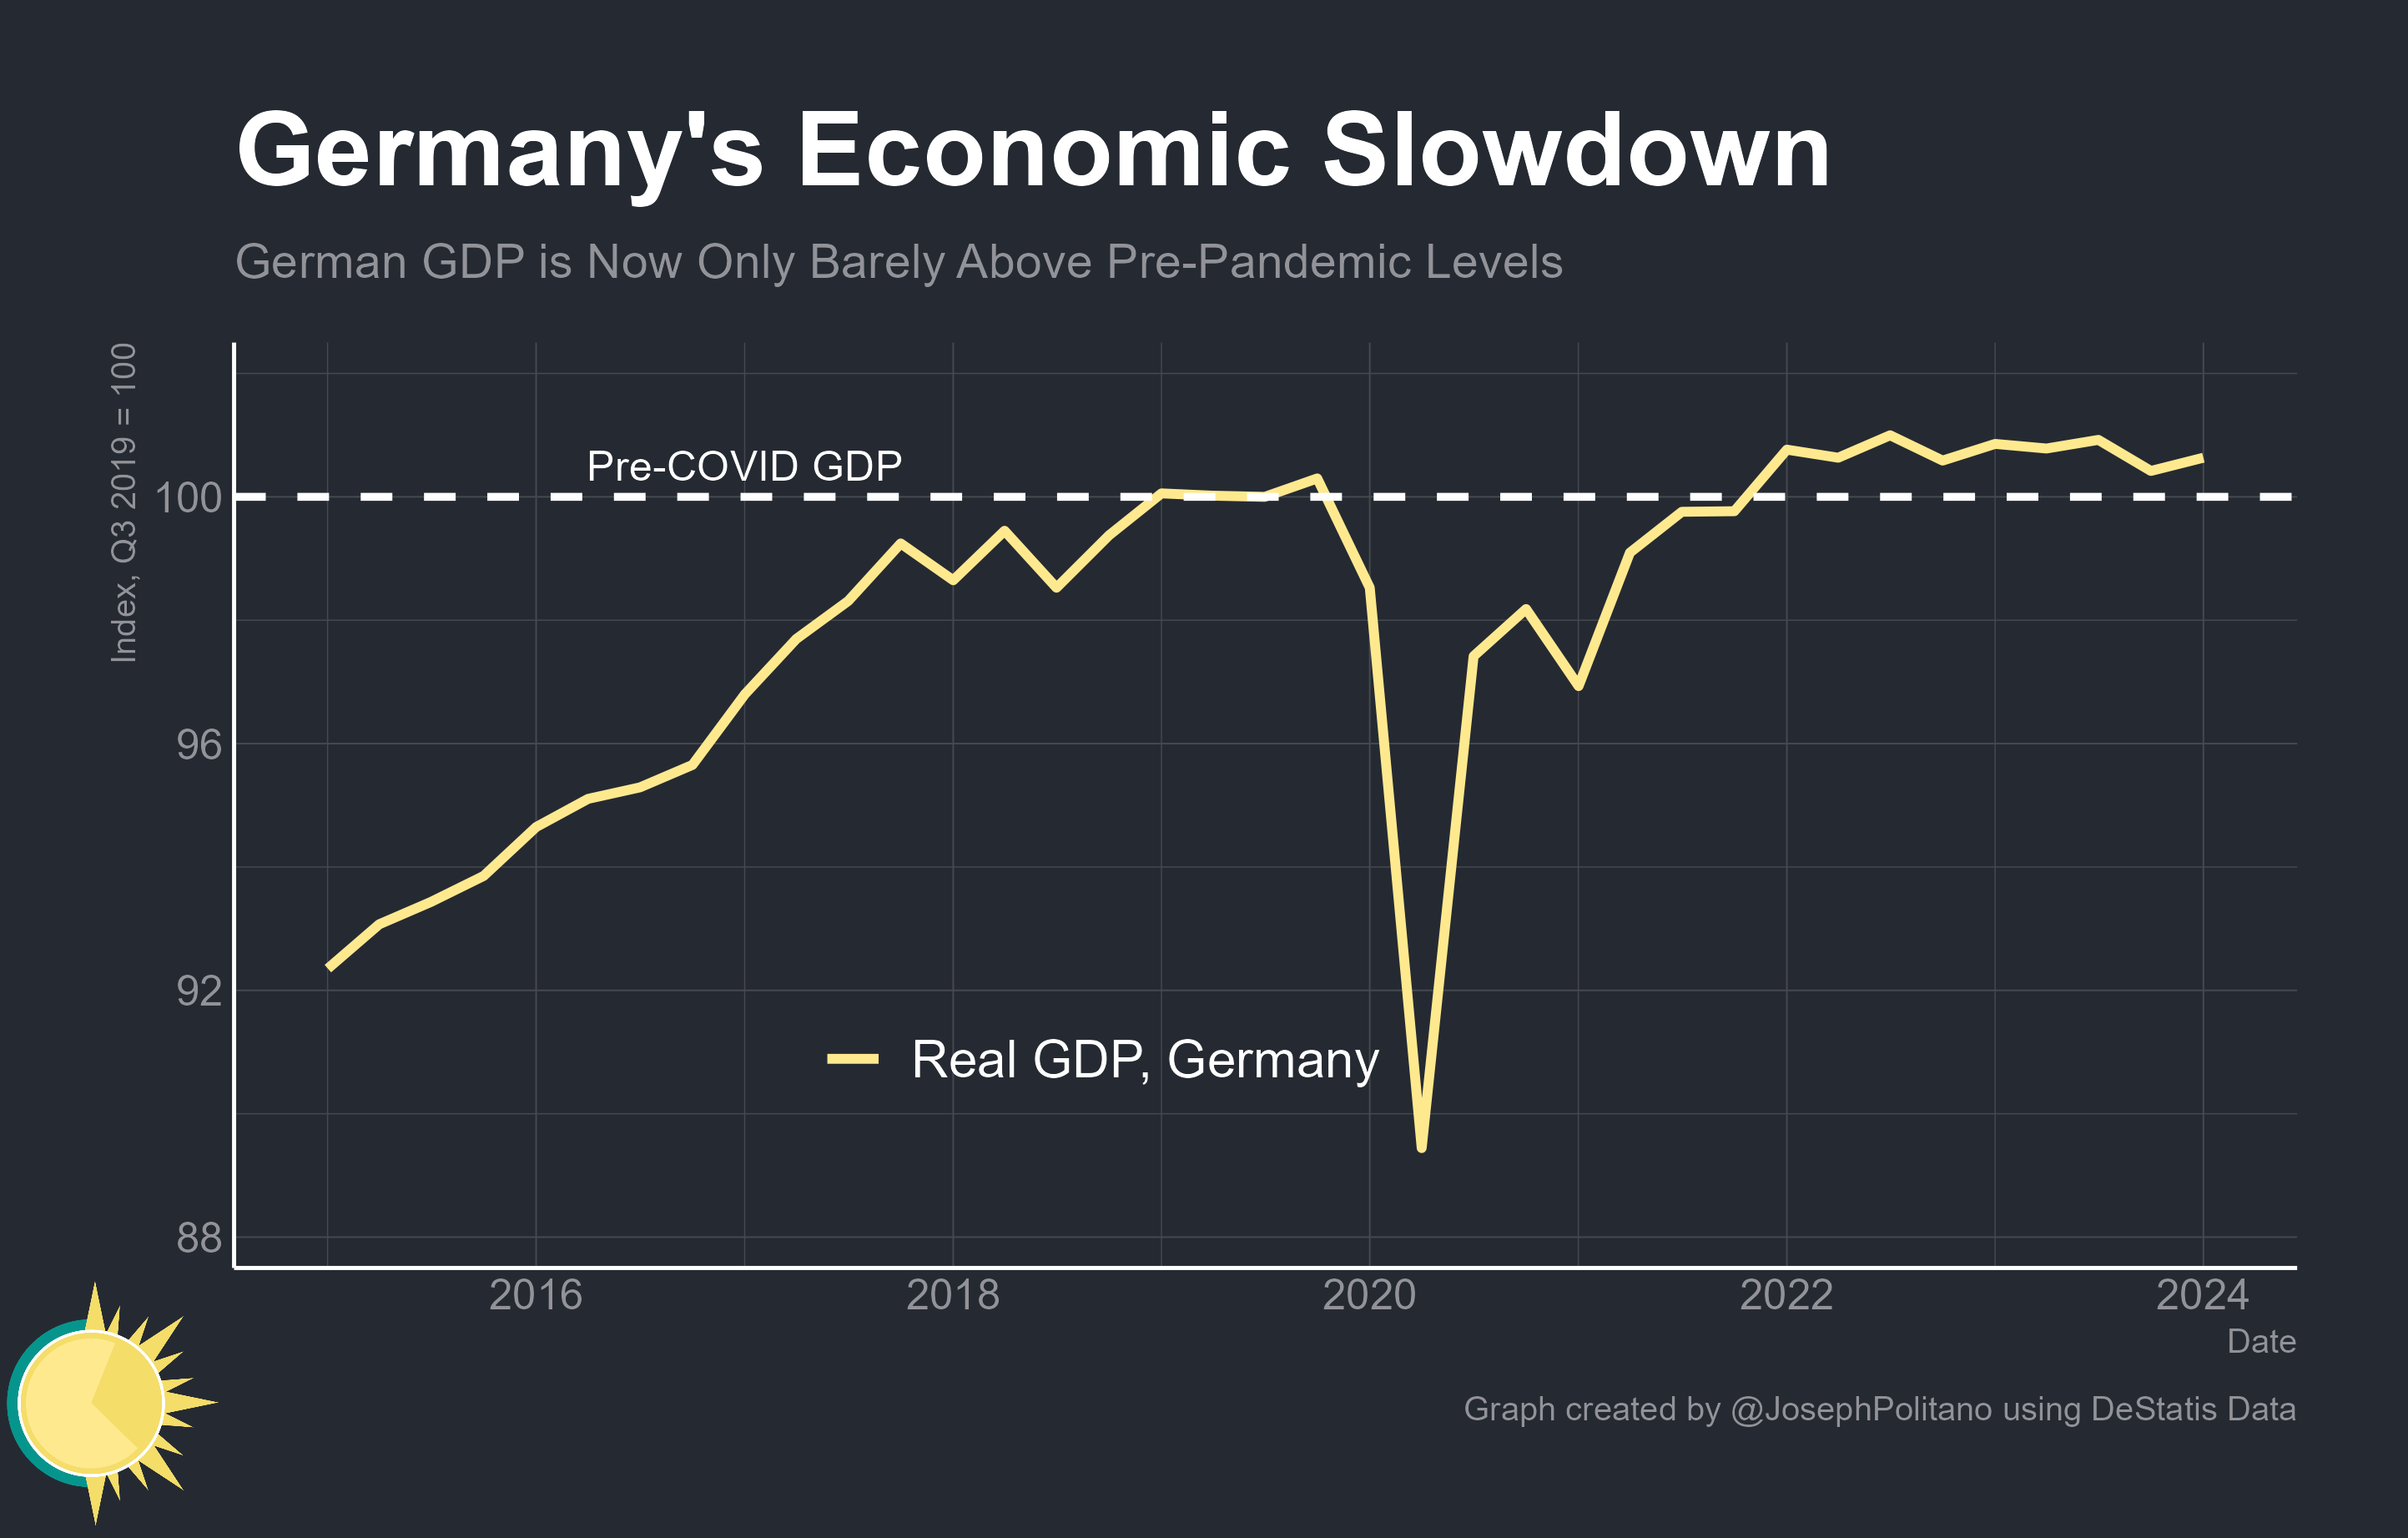 Germany's Economic Slowdown
German GDP is Now Only Barely Above Pre-Pandemic Levels
Index, Q3 2019 = 100
Pre-COVID GDP
100
96
92
88
Real GDP, Germany
2016
2018
2020
2022
2024
Date
Graph created by @JosephPolitano using DeStatis Data